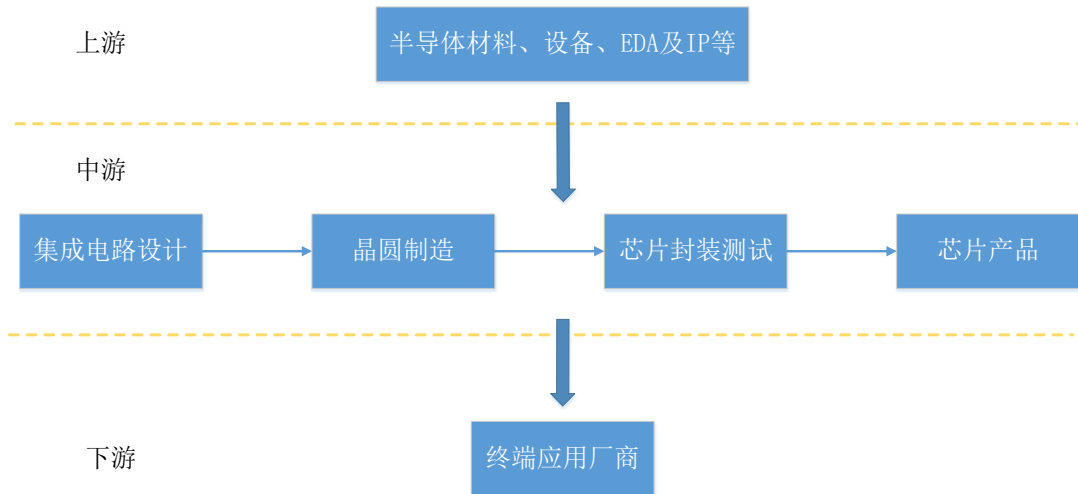 上游
半导体材料、设备、EDA及IP等
中游
集成电路设计
晶圆制造
芯片封装测试
芯片产品
下游
终端应用厂商